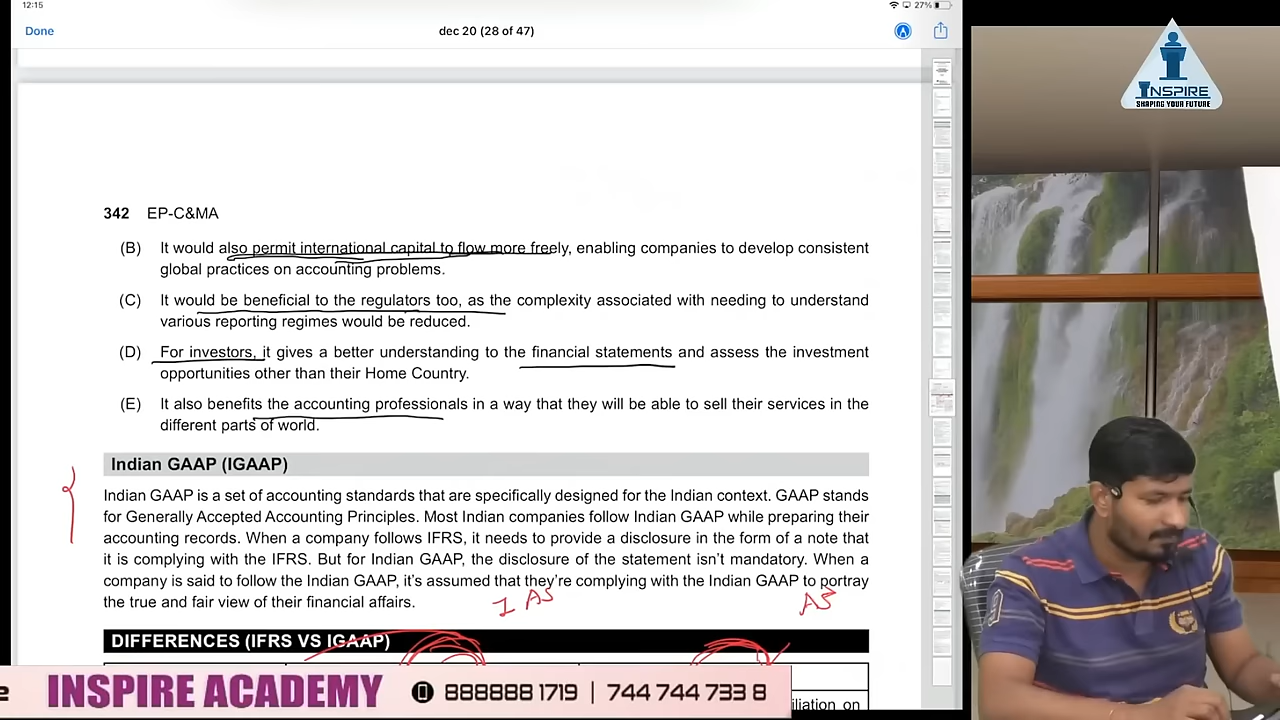 12:15
27%
Done
dec 20 (28 of 47)
INSPIRE
SHAPING YOUR FUTURE
342 EP-C&MA
(B) It would also permit international capital to flow more freely, enabling companies to develop consistent
global practices on accounting problems.
(C) It would be beneficial to the regulators too, as the complexity associated with needing to understand
various reporting regimes would be reduced.
(D) For investors, it gives a better understanding to the financial statements and assess the investment
opportunities other than their Home Country.
(E) It also benefits the accounting professionals in a way that they will be able to sell their services in the
different parts of world.
Indian GAAP (IGAAP)
Indian GAAP is a set of accounting standards that are specifically designed for the Indian context. GAAP stands
for Generally Accepted Accounting Principles. Most Indian companies follow Indian GAAP while preparing their
accounting records. When a company follows IFRS, it needs to provide a disclosure in the form of a note that
it is complying with the IFRS. But for Indian GAAP, the disclosure of the statement it isn't mandatory. When a
company is said to follow the Indian GAAP, it's assumed that they're complying with the Indian GAAP to portray
the true and fair view of their financial affairs.
I AS AS
DIFFERENCES (IFRS VS IGAAP)
INSPIRE ACADEMY 888888 1719 | 744 744 733 8
iliation on